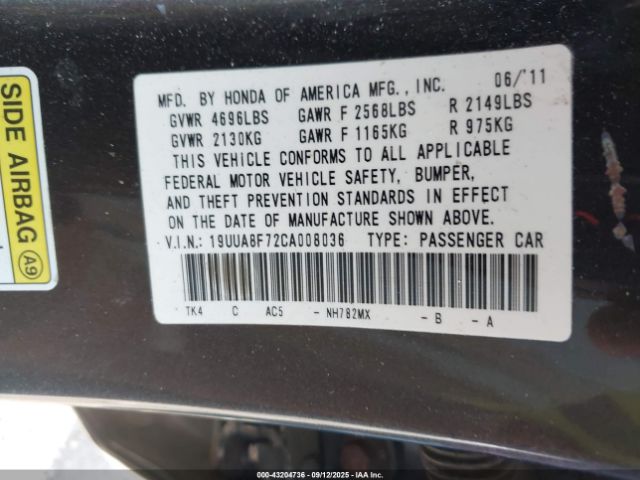 MFD. BY HONDA OF AMERICA MFG., INC. 06/'11
GVWR 4696LBS GAWR F 2568LBS R 2149LBS
GVWR 2130KG GAWR F 1165KG R 975KG
THIS VEHICLE CONFORMS TO ALL APPLICABLE
FEDERAL MOTOR VEHICLE SAFETY, BUMPER,
AND THEFT PREVENTION STANDARDS IN EFFECT
ON THE DATE OF MANUFACTURE SHOWN ABOVE.
V.I.N.: 19UUA8F72CA008036 TYPE: PASSENGER CAR
TK4 C AC5 - NH782MX - B - A
SIDE AIRBAG A9
00-43204736 - 09/12/2025 - IAAI.COM